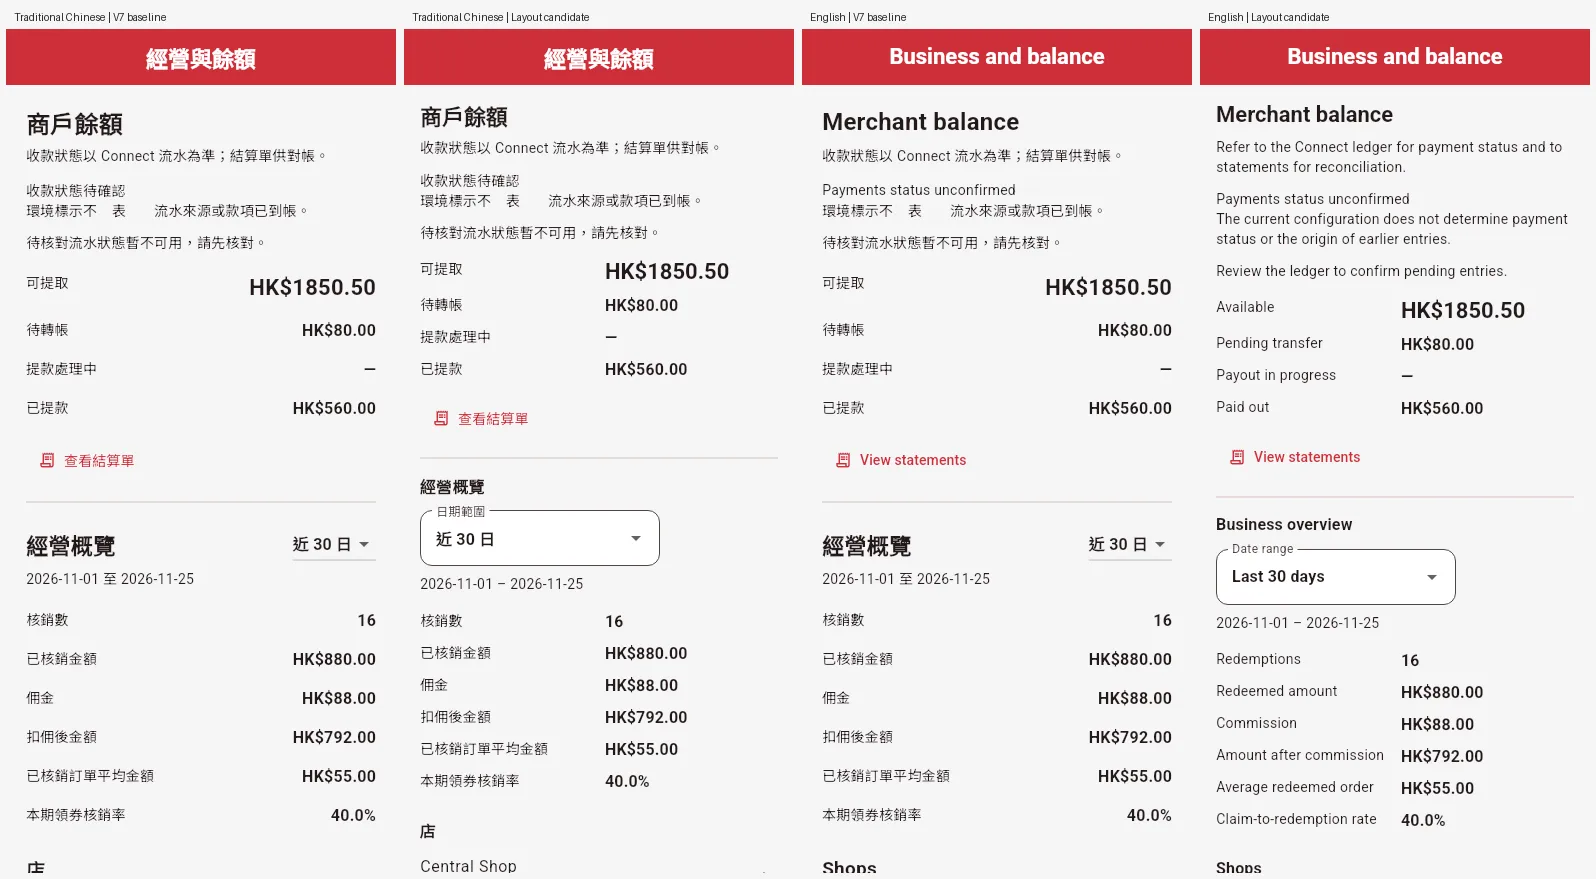 Traditional Chinese | V7 baseline
經營與餘額
商戶餘額
收款狀態以 Connect 流水為準；結算單供對帳。
收款狀態待確認
環境標示不 表 流水來源或款項已到帳。
待核對流水狀態暫不可用，請先核對。
可提取 HK$1850.50
待轉帳 HK$80.00
提款處理中 —
已提款 HK$560.00
查看結算單
經營概覽 近 30 日
2026-11-01 至 2026-11-25
核銷數 16
已核銷金額 HK$880.00
佣金 HK$88.00
扣佣後金額 HK$792.00
已核銷訂單平均金額 HK$55.00
本期領券核銷率 40.0%
店
Traditional Chinese | Layout candidate
經營與餘額
商戶餘額
收款狀態以 Connect 流水為準；結算單供對帳。
收款狀態待確認
環境標示不 表 流水來源或款項已到帳。
待核對流水狀態暫不可用，請先核對。
可提取 HK$1850.50
待轉帳 HK$80.00
提款處理中 —
已提款 HK$560.00
查看結算單
經營概覽
日期範圍
近 30 日
2026-11-01 – 2026-11-25
核銷數 16
已核銷金額 HK$880.00
佣金 HK$88.00
扣佣後金額 HK$792.00
已核銷訂單平均金額 HK$55.00
本期領券核銷率 40.0%
店
Central Shop
English | V7 baseline
Business and balance
Merchant balance
收款狀態以 Connect 流水為準；結算單供對帳。
Payments status unconfirmed
環境標示不 表 流水來源或款項已到帳。
待核對流水狀態暫不可用，請先核對。
可提取 HK$1850.50
待轉帳 HK$80.00
提款處理中 —
已提款 HK$560.00
View statements
經營概覽 近 30 日
2026-11-01 至 2026-11-25
核銷數 16
已核銷金額 HK$880.00
佣金 HK$88.00
扣佣後金額 HK$792.00
已核銷訂單平均金額 HK$55.00
本期領券核銷率 40.0%
Shops
English | Layout candidate
Business and balance
Merchant balance
Refer to the Connect ledger for payment status and to
statements for reconciliation.
Payments status unconfirmed
The current configuration does not determine payment
status or the origin of earlier entries.
Review the ledger to confirm pending entries.
Available HK$1850.50
Pending transfer HK$80.00
Payout in progress —
Paid out HK$560.00
View statements
Business overview
Date range
Last 30 days
2026-11-01 – 2026-11-25
Redemptions 16
Redeemed amount HK$880.00
Commission HK$88.00
Amount after commission HK$792.00
Average redeemed order HK$55.00
Claim-to-redemption rate 40.0%
Shops